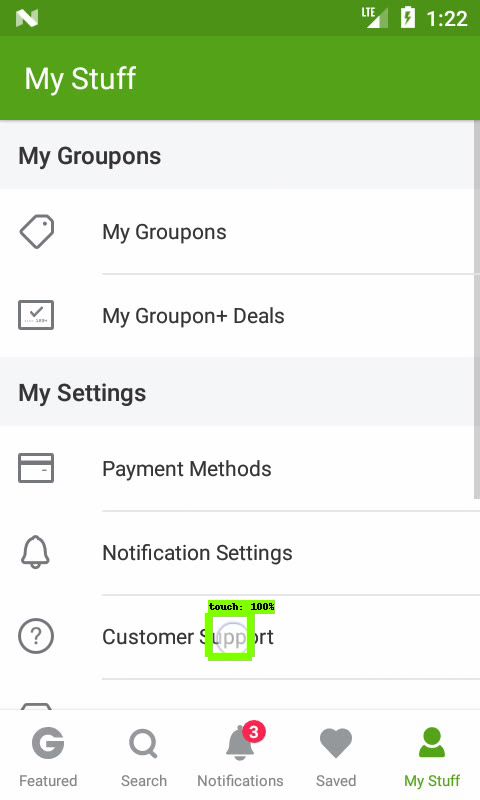 LTE 1:22
My Stuff
My Groupons
My Groupons
My Groupon+ Deals
My Settings
Payment Methods
Notification Settings
touch: 100%
Customer Support
3
Featured Search Notifications Saved My Stuff